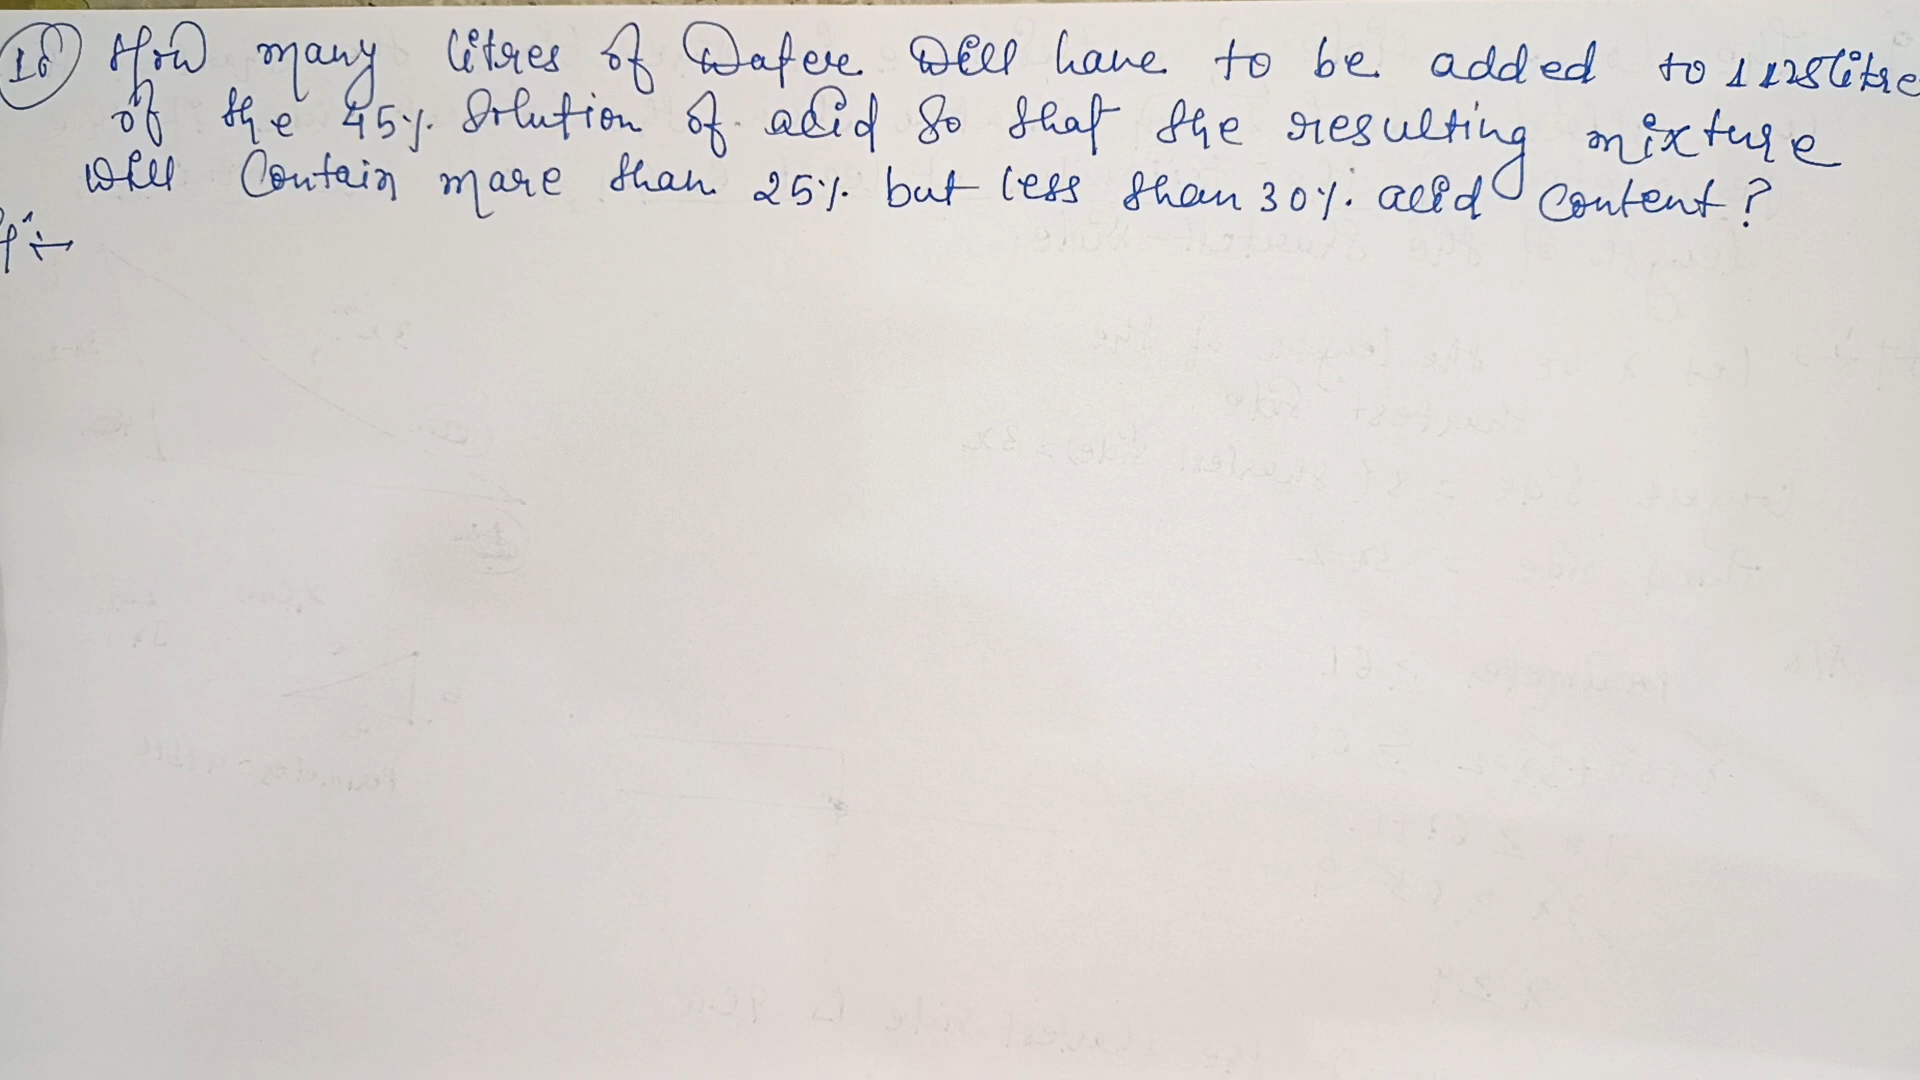 16 How many litres of water will have to be added to 1125 litre
of the 45% solution of acid so that the resulting mixture
will contain more than 25% but less than 30% acid content?